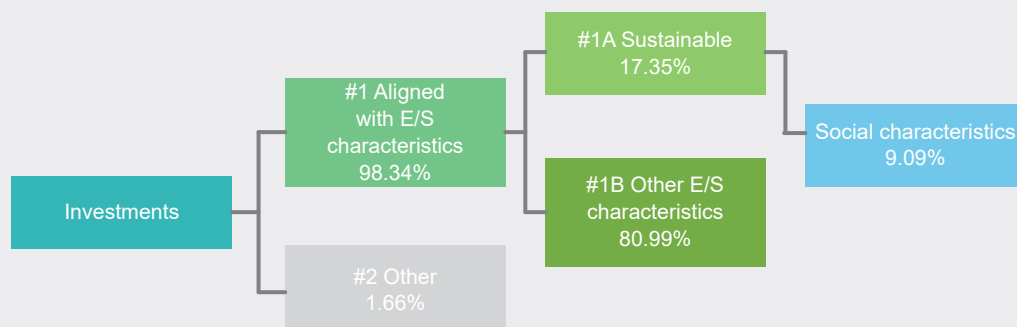 Investments
#1 Aligned
with E/S
characteristics
98.34%
#2 Other
1.66%
#1A Sustainable
17.35%
#1B Other E/S
characteristics
80.99%
Social characteristics
9.09%